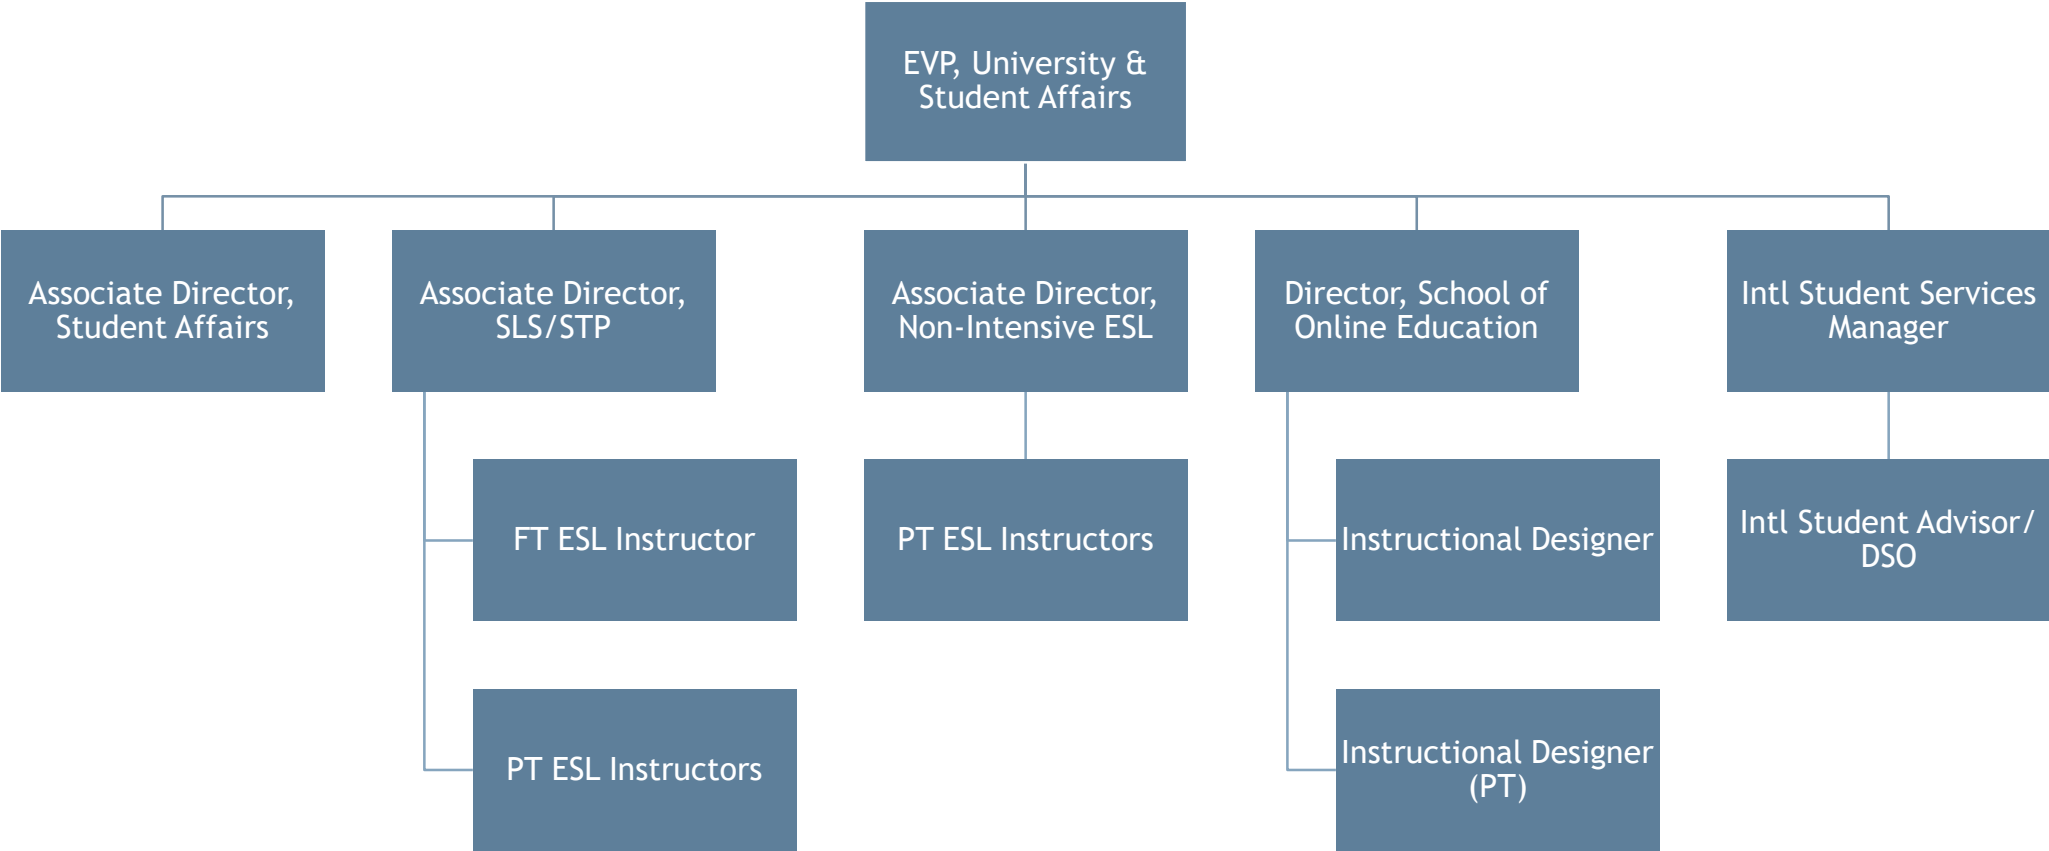 EVP, University &
Student Affairs
Associate Director,
Student Affairs
Associate Director,
SLS/STP
Associate Director,
Non-Intensive ESL
Director, School of
Online Education
Intl Student Services
Manager
FT ESL Instructor
PT ESL Instructors
Instructional Designer
Intl Student Advisor/
DSO
PT ESL Instructors
Instructional Designer
(PT)